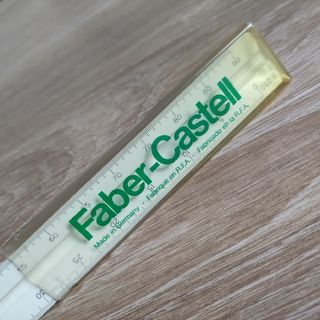 Faber-Castell
Made in Germany · Fabriqué en R.F.A. · Fabricado en la R.F.A.